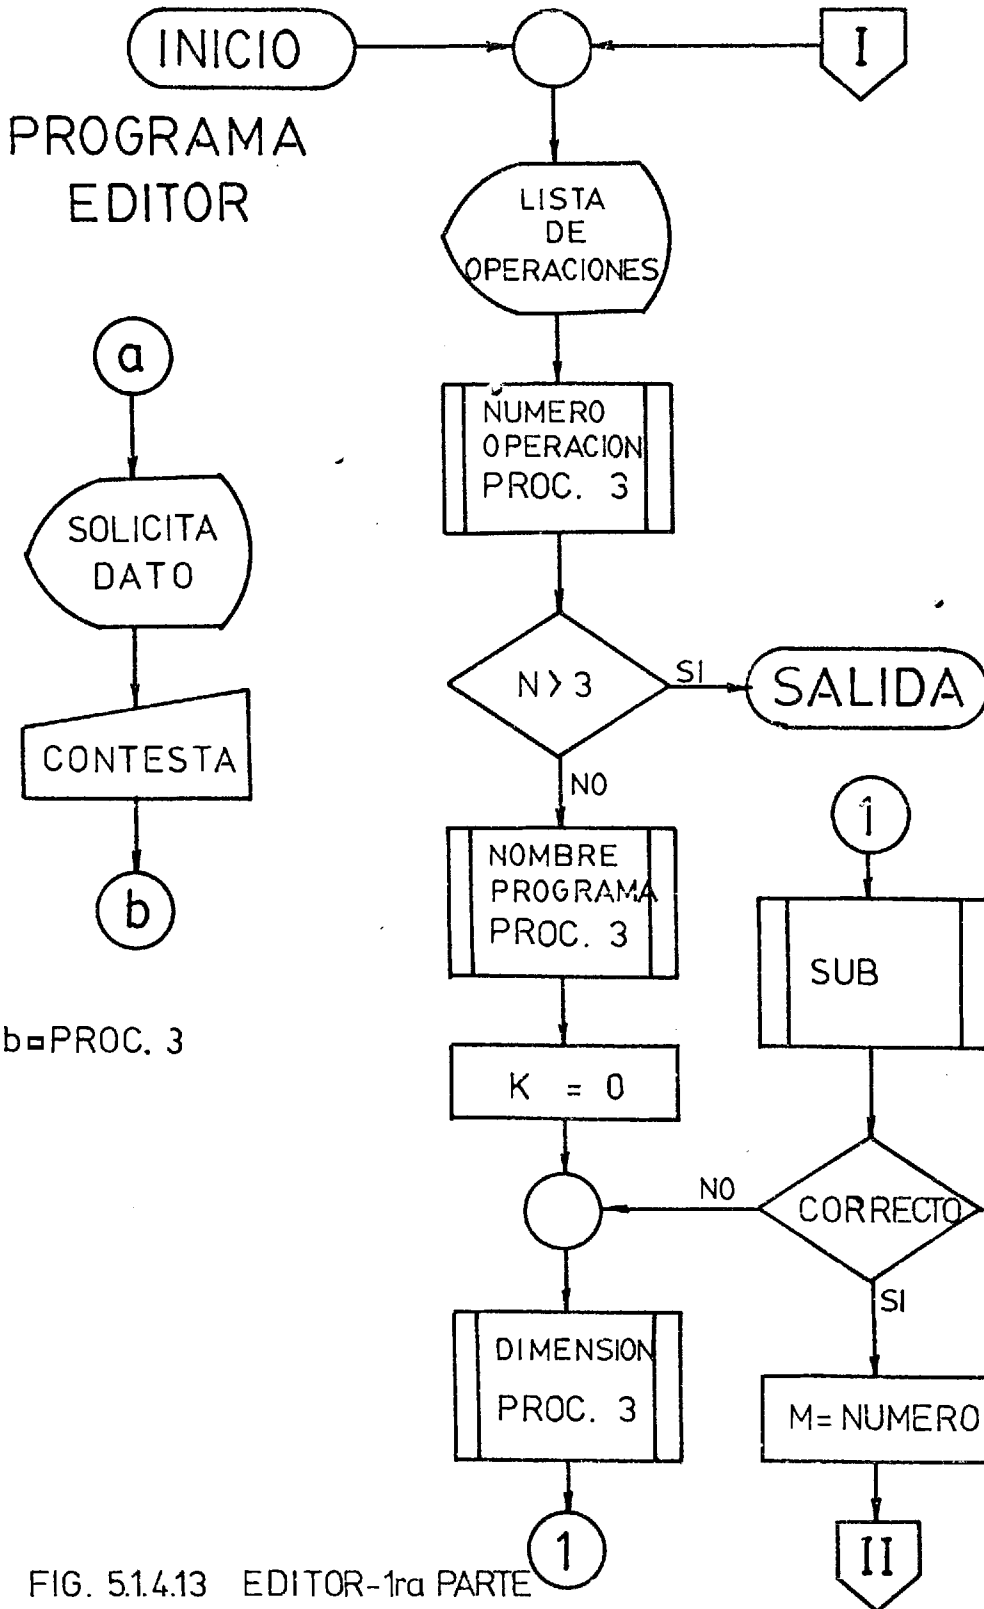 INICIO
I
PROGRAMA
EDITOR
LISTA
DE
OPERACIONES
a
SOLICITA
DATO
CONTESTA
b
b=PROC. 3
NUMERO
OPERACION
PROC. 3
N>3
SI
SALIDA
NO
NOMBRE
PROGRAMA
PROC. 3
K = 0
DIMENSION
PROC. 3
1
1
SUB
CORRECTO
NO
SI
M=NUMERO
II
FIG. 5.1.4.13 EDITOR-1ra PARTE